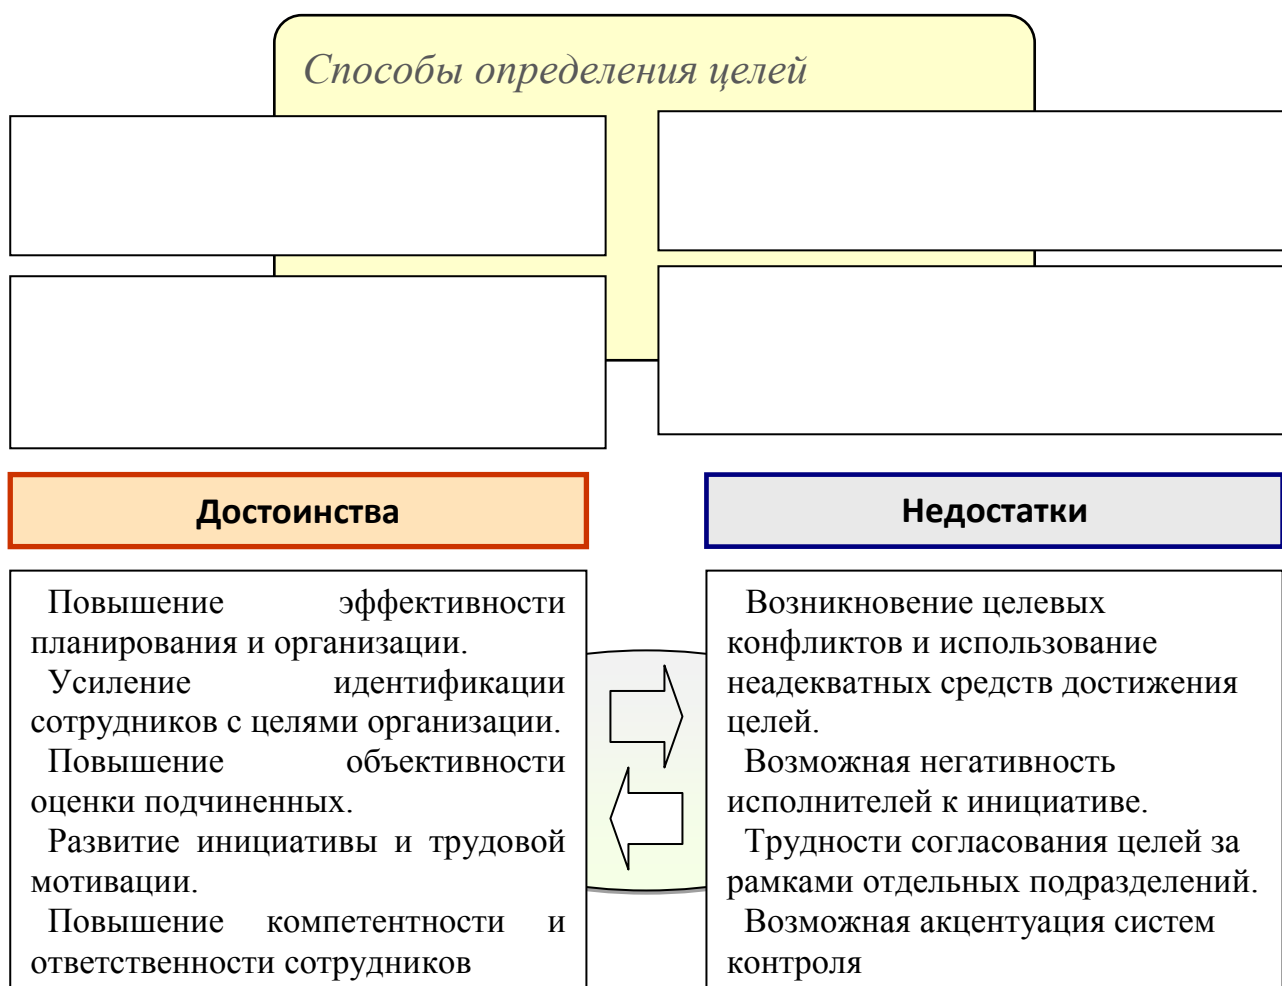 Способы определения целей
Достоинства
Повышение эффективности
планирования и организации.
Усиление идентификации
сотрудников с целями организации.
Повышение объективности
оценки подчиненных.
Развитие инициативы и трудовой
мотивации.
Повышение компетентности и
ответственности сотрудников
Недостатки
Возникновение целевых
конфликтов и использование
неадекватных средств достижения
целей.
Возможная негативность
исполнителей к инициативе.
Трудности согласования целей за
рамками отдельных подразделений.
Возможная акцентуация систем
контроля